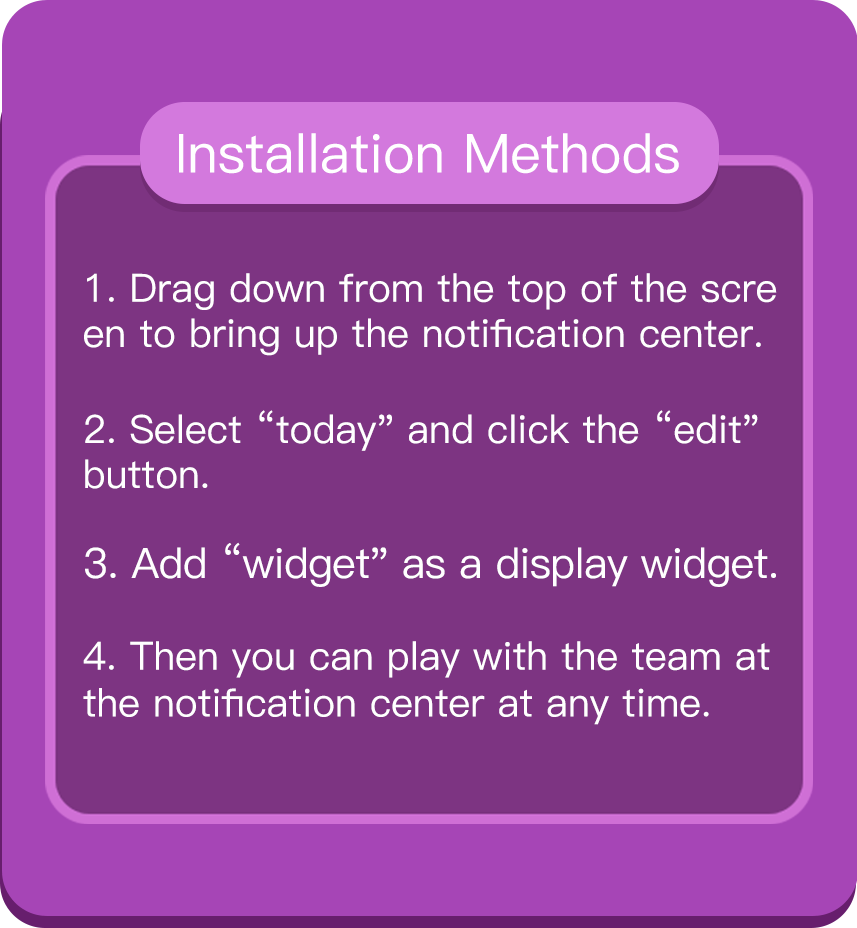 Installation Methods
1. Drag down from the top of the scre
en to bring up the notification center.
2. Select “today” and click the “edit”
button.
3. Add “widget” as a display widget.
4. Then you can play with the team at
the notification center at any time.